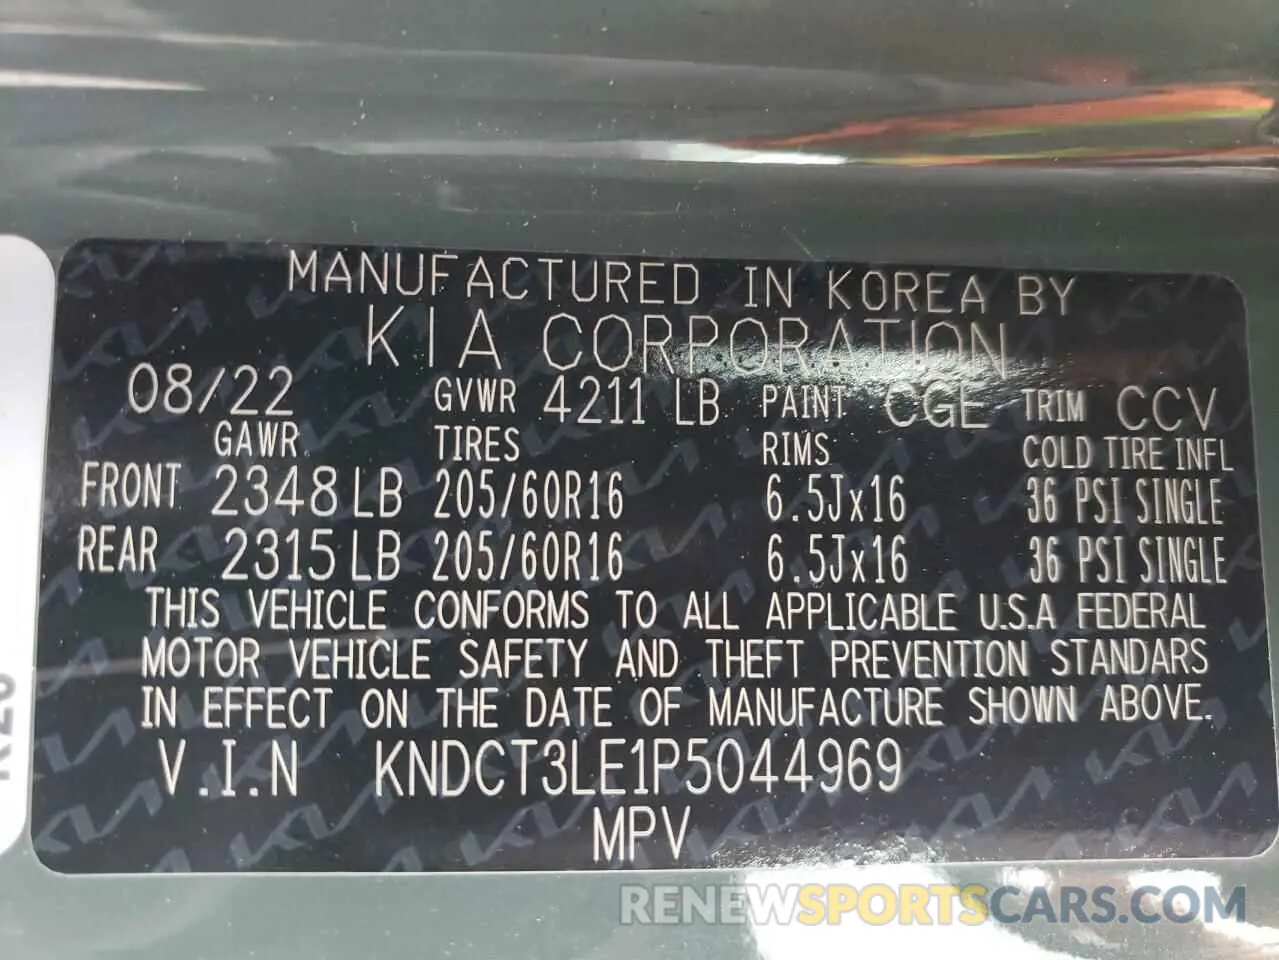 MANUFACTURED IN KOREA BY
KIA CORPORATION
08/22 GVWR 4211 LB PAINT CGE TRIM CCV
GAWR TIRES RIMS COLD TIRE INFL
FRONT 2348 LB 205/60R16 6.5Jx16 36 PSI SINGLE
REAR 2315 LB 205/60R16 6.5Jx16 36 PSI SINGLE
THIS VEHICLE CONFORMS TO ALL APPLICABLE U.S.A FEDERAL
MOTOR VEHICLE SAFETY AND THEFT PREVENTION STANDARS
IN EFFECT ON THE DATE OF MANUFACTURE SHOWN ABOVE.
V.I.N KNDCT3LE1P5044969
MPV
RENEWSPORTSCARS.COM